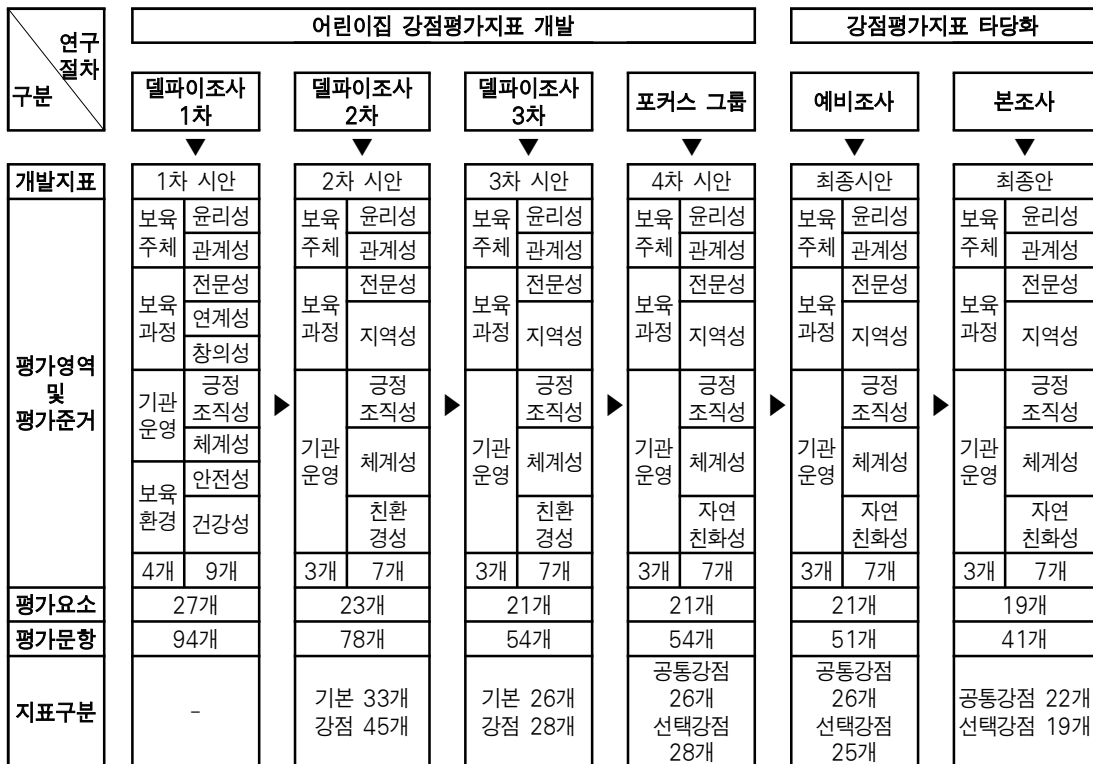 연구
절차
구분
어린이집 강점평가지표 개발
강점평가지표 타당화
델파이조사
1차
델파이조사
2차
델파이조사
3차
포커스 그룹
예비조사
본조사
▼ ▼ ▼ ▼ ▼ ▼
개발지표 1차 시안 2차 시안 3차 시안 4차 시안 최종시안 최종안
평가영역
및
평가준거
보육
주체
윤리성
관계성
보육
과정
전문성
연계성
창의성
기관
운영
긍정
조직성
체계성
보육
환경
안전성
건강성
4개 9개
▶
보육
주체
윤리성
관계성
보육
과정
전문성
지역성
기관
운영
긍정
조직성
체계성
친환
경성
3개 7개
▶
보육
주체
윤리성
관계성
보육
과정
전문성
지역성
기관
운영
긍정
조직성
체계성
친환
경성
3개 7개
▶
보육
주체
윤리성
관계성
보육
과정
전문성
지역성
기관
운영
긍정
조직성
체계성
자연
친화성
3개 7개
▶
보육
주체
윤리성
관계성
보육
과정
전문성
지역성
기관
운영
긍정
조직성
체계성
자연
친화성
3개 7개
▶
보육
주체
윤리성
관계성
보육
과정
전문성
지역성
기관
운영
긍정
조직성
체계성
자연
친화성
3개 7개
평가요소 27개 23개 21개 21개 21개 19개
평가문항 94개 78개 54개 54개 51개 41개
지표구분
-
기본 33개
강점 45개
기본 26개
강점 28개
공통강점
26개
선택강점
28개
공통강점
26개
선택강점
25개
공통강점 22개
선택강점 19개